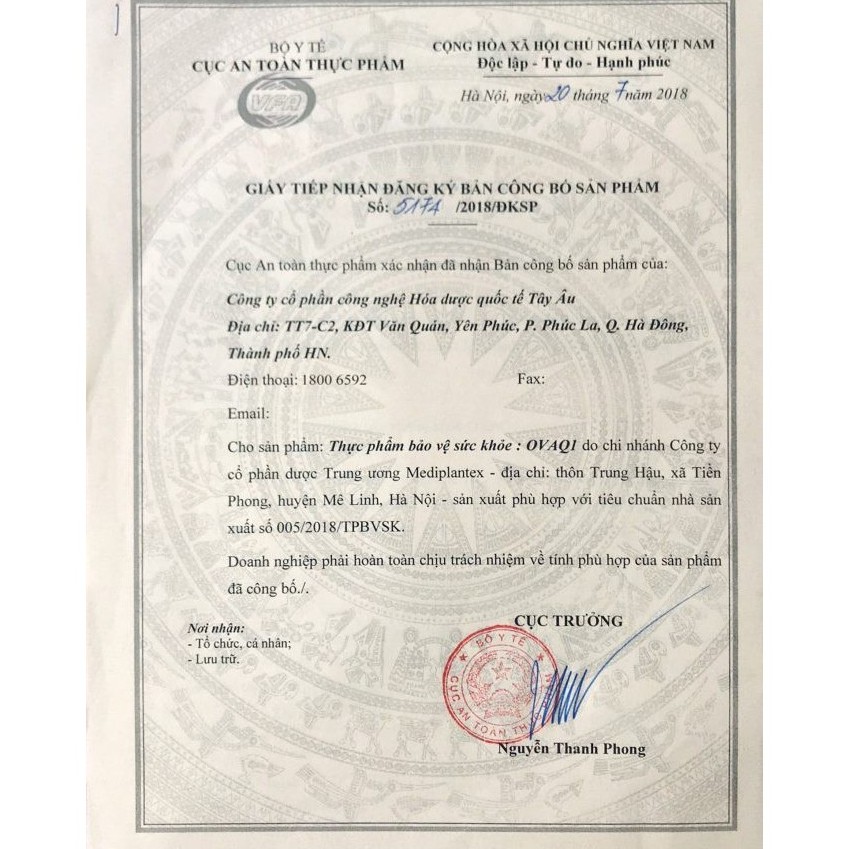 BỘ Y TẾ
CỤC AN TOÀN THỰC PHẨM
VFA
CỘNG HÒA XÃ HỘI CHỦ NGHĨA VIỆT NAM
Độc lập - Tự do - Hạnh phúc
Hà Nội, ngày 20 tháng 7 năm 2018
GIẤY TIẾP NHẬN ĐĂNG KÝ BẢN CÔNG BỐ SẢN PHẨM
Số: 5174 /2018/ĐKSP
Cục An toàn thực phẩm xác nhận đã nhận Bản công bố sản phẩm của:
Công ty cổ phần công nghệ Hóa dược quốc tế Tây Âu
Địa chỉ: TT7-C2, KĐT Văn Quán, Yên Phúc, P. Phúc La, Q. Hà Đông,
Thành phố HN.
Điện thoại: 1800 6592 Fax:
Email:
Cho sản phẩm: Thực phẩm bảo vệ sức khỏe : OVAQ1 do chi nhánh Công ty
cổ phần dược Trung ương Mediplantex - địa chỉ: thôn Trung Hậu, xã Tiền
Phong, huyện Mê Linh, Hà Nội - sản xuất phù hợp với tiêu chuẩn nhà sản
xuất số 005/2018/TPBVSK.
Doanh nghiệp phải hoàn toàn chịu trách nhiệm về tính phù hợp của sản phẩm
đã công bố./.
Nơi nhận:
- Tổ chức, cá nhân;
- Lưu trữ.
CỤC TRƯỞNG
BỘ Y TẾ
CỤC AN TOÀN THỰC PHẨM
Nguyễn Thanh Phong